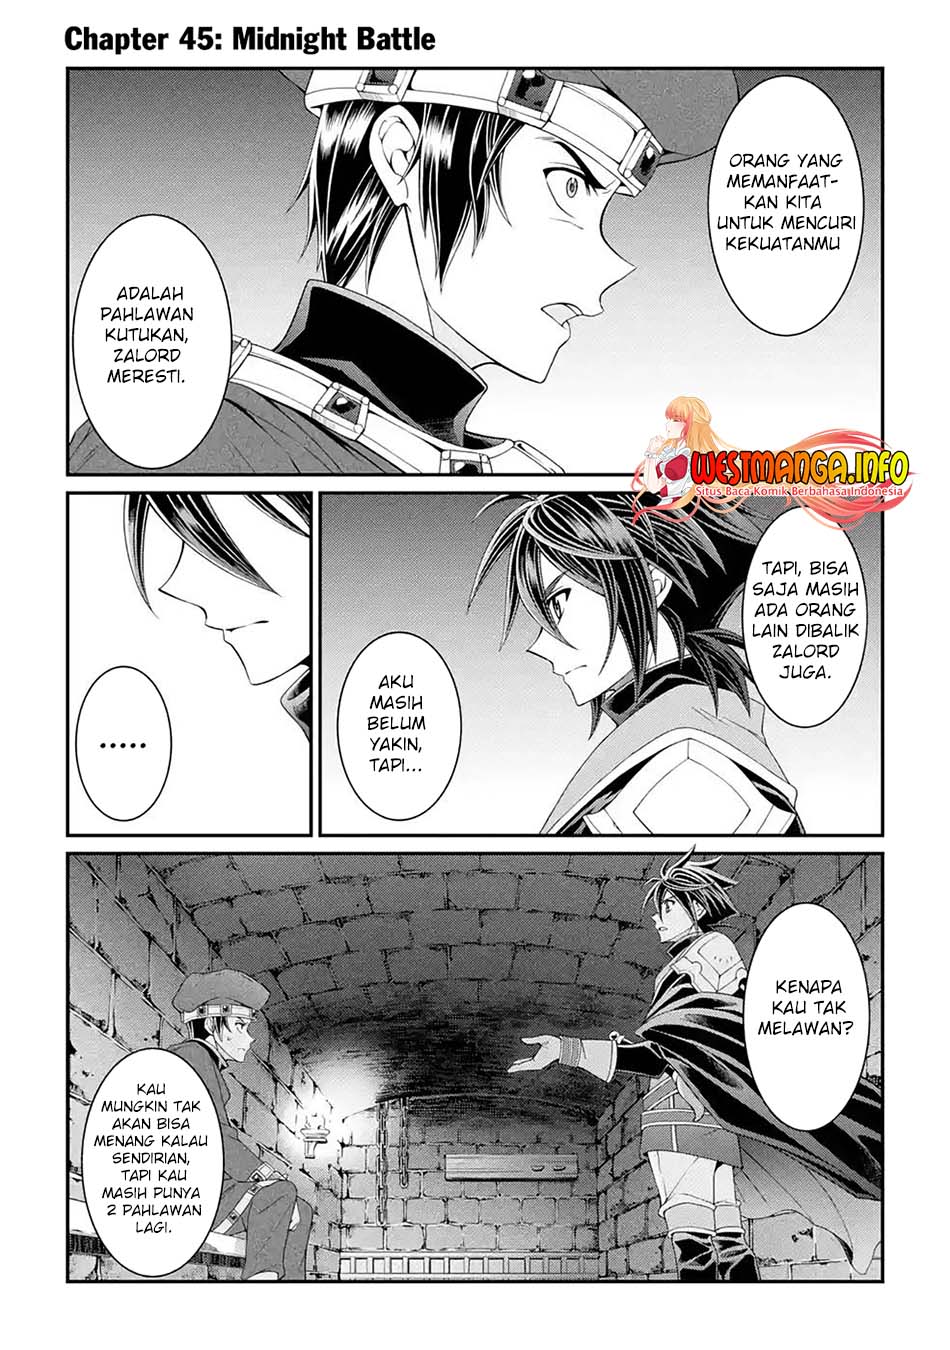 Chapter 45: Midnight Battle
ORANG YANG
MEMANFAAT-
KAN KITA
UNTUK MENCURI
KEKUATANMU
ADALAH
PAHLAWAN
KUTUKAN,
ZALORD
MERESTI.
WESTMANGA.INFO
Situs Baca Komik Berbahasa Indonesia
TAPI, BISA
SAJA MASIH
ADA ORANG
LAIN DIBALIK
ZALORD
JUGA.
AKU
MASIH
BELUM
YAKIN,
TAPI...
.....
KENAPA
KAU TAK
MELAWAN?
KAU
MUNGKIN TAK
AKAN BISA
MENANG KALAU
SENDIRIAN,
TAPI KAU
MASIH PUNYA
2 PAHLAWAN
LAGI.